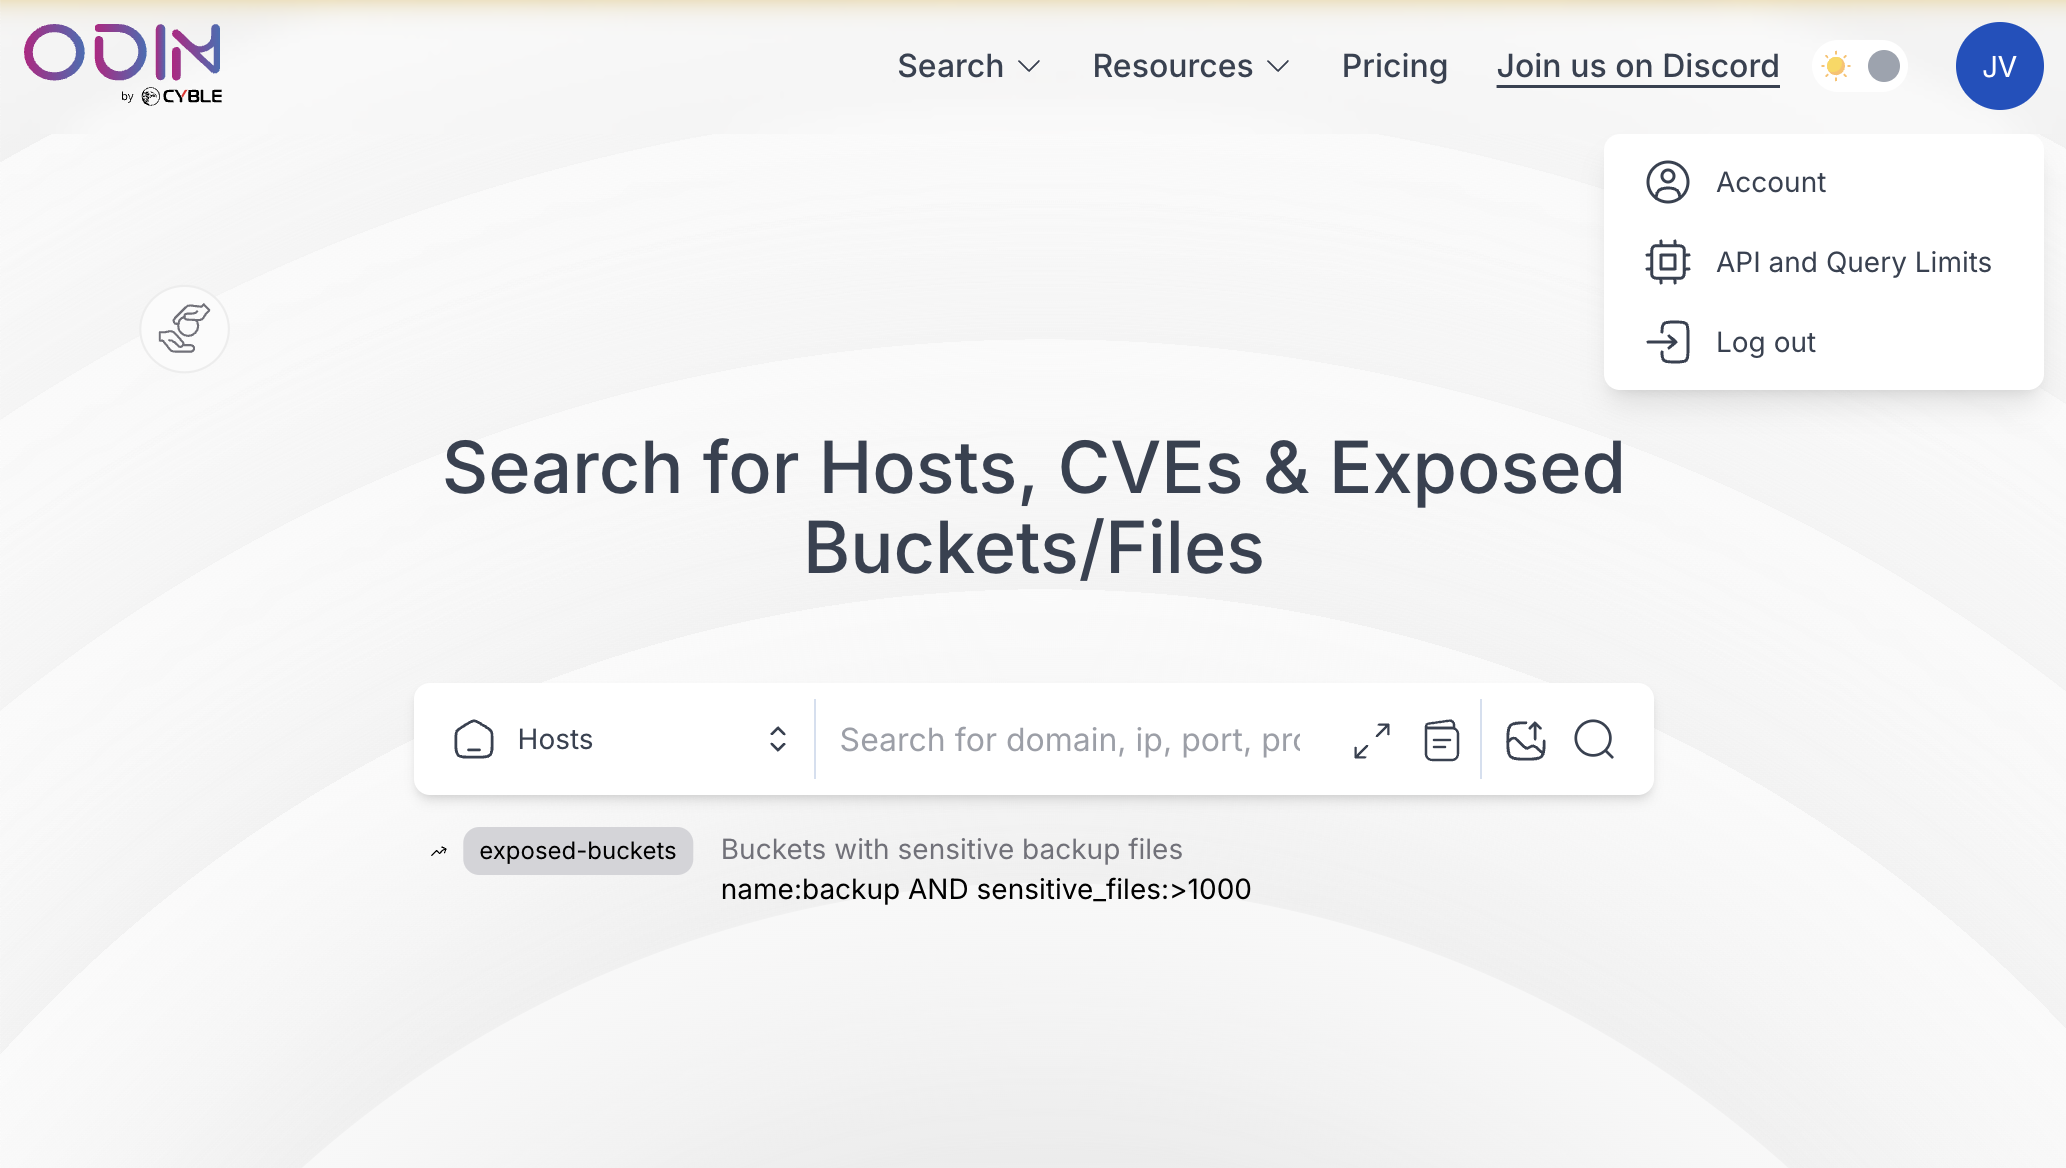 ODIN
by CYBLE
Search
Resources
Pricing
Join us on Discord
JV
Account
API and Query Limits
Log out
Search for Hosts, CVEs & Exposed
Buckets/Files
Hosts
Search for domain, ip, port, pro
exposed-buckets
Buckets with sensitive backup files
name:backup AND sensitive_files:>1000